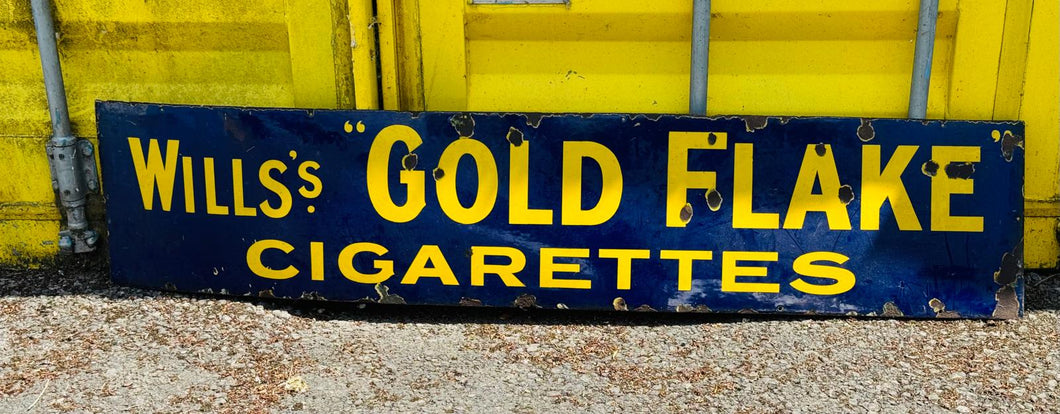 WILLS'S. “GOLD FLAKE”
CIGARETTES